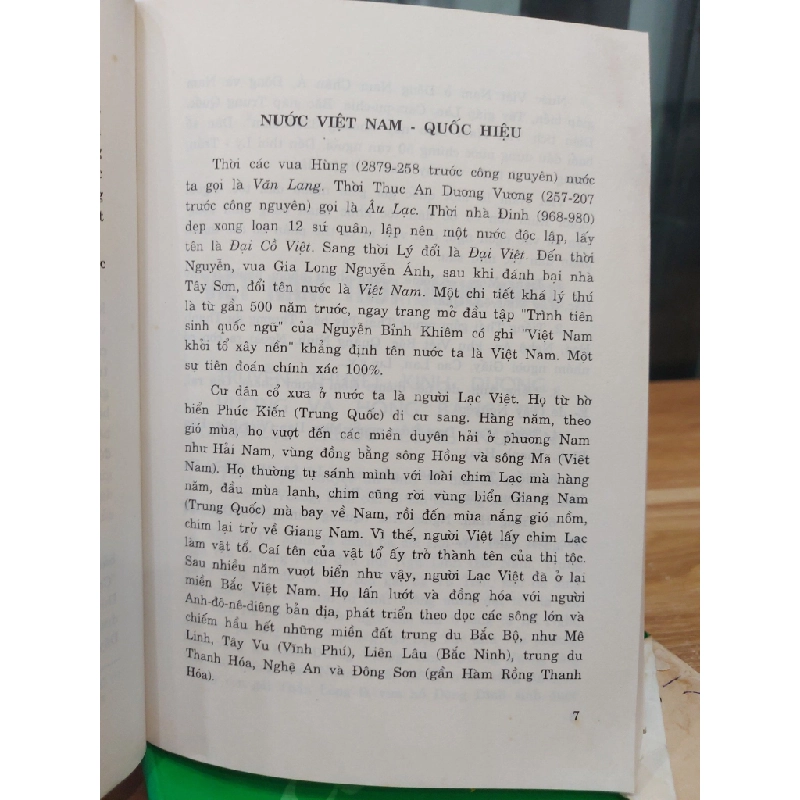 NƯỚC VIỆT NAM - QUỐC HIỆU
Thời các vua Hùng (2879-258 trước công nguyên) nước
ta gọi là Văn Lang. Thời Thục An Dương Vương (257-207
trước công nguyên) gọi là Âu Lạc. Thời nhà Đinh (968-980)
dẹp xong loạn 12 sứ quân, lập nên một nước độc lập, lấy
tên là Đại Cồ Việt. Sang thời Lý đổi là Đại Việt. Đến thời
Nguyễn, vua Gia Long Nguyễn Ánh, sau khi đánh bại nhà
Tây Sơn, đổi tên nước là Việt Nam. Một chi tiết khá lý thú
là từ gần 500 năm trước, ngay trang mở đầu tập "Trình tiên
sinh quốc ngữ" của Nguyễn Bỉnh Khiêm có ghi "Việt Nam
khởi tổ xây nền" khẳng định tên nước ta là Việt Nam. Một
sự tiên đoán chính xác 100%.
Cư dân cổ xưa ở nước ta là người Lạc Việt. Họ từ bờ
biển Phúc Kiến (Trung Quốc) di cư sang. Hàng năm, theo
gió mùa, họ vượt đến các miền duyên hải ở phương Nam
như Hải Nam, vùng đồng bằng sông Hồng và sông Mã (Việt
Nam). Họ thường tự sánh mình với loài chim Lạc mà hàng
năm, đầu mùa lạnh, chim cũng rời vùng biển Giang Nam
(Trung Quốc) mà bay về Nam, rồi đến mùa nắng gió nồm,
chim lại trở về Giang Nam. Vì thế, người Việt lấy chim Lạc
làm vật tổ. Cái tên của vật tổ ấy trở thành tên của thị tộc.
Sau nhiều năm vượt biển như vậy, người Lạc Việt đã ở lại
miền Bắc Việt Nam. Họ lấn lướt và đồng hóa với người
Anh-đô-nê-diêng bản địa, phát triển theo dọc các sông lớn và
chiếm hầu hết những miền đất trung du Bắc Bộ, như Mê
Linh, Tây Vu (Vĩnh Phú), Liên Lâu (Bắc Ninh), trung du
Thanh Hóa, Nghệ An và Đông Sơn (gần Hàm Rồng Thanh
Hóa).
7